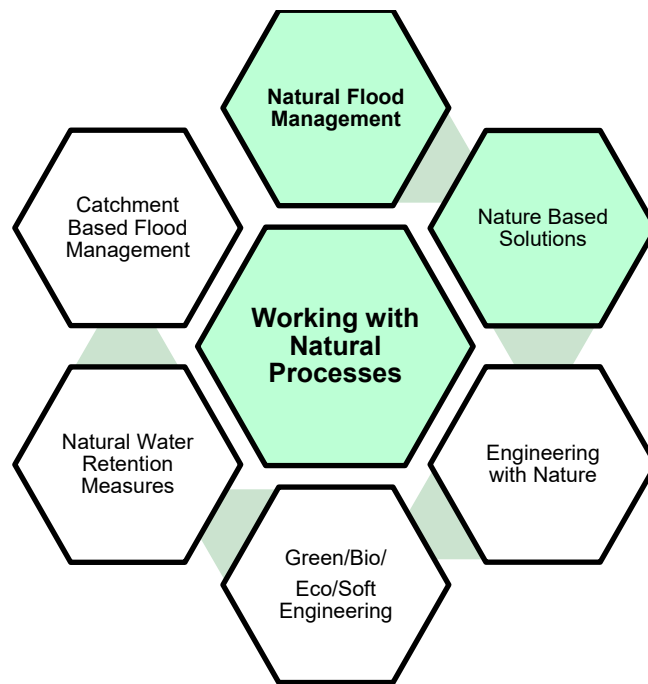 Natural Flood
Management
Nature Based
Solutions
Catchment
Based Flood
Management
Working with
Natural
Processes
Engineering
with Nature
Natural Water
Retention
Measures
Green/Bio/
Eco/Soft
Engineering